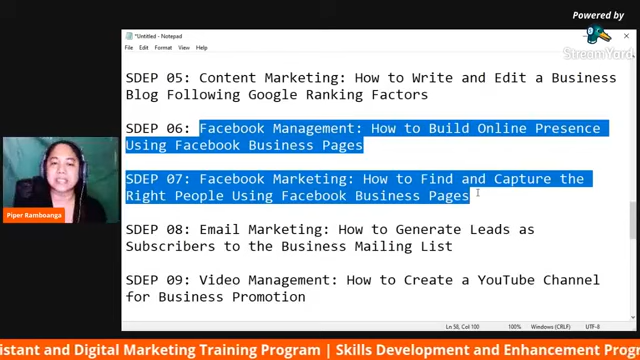 Powered by
StreamYard
*Untitled - Notepad
File Edit Format View Help
SDEP 05: Content Marketing: How to Write and Edit a Business
Blog Following Google Ranking Factors
SDEP 06: Facebook Management: How to Build Online Presence
Using Facebook Business Pages
SDEP 07: Facebook Marketing: How to Find and Capture the
Right People Using Facebook Business Pages
SDEP 08: Email Marketing: How to Generate Leads as
Subscribers to the Business Mailing List
SDEP 09: Video Management: How to Create a YouTube Channel
for Business Promotion
Piper Ramboanga
Ln 58, Col 100 100% Windows (CRLF) UTF-8
istant and Digital Marketing Training Program | Skills Development and Enhancement Prog